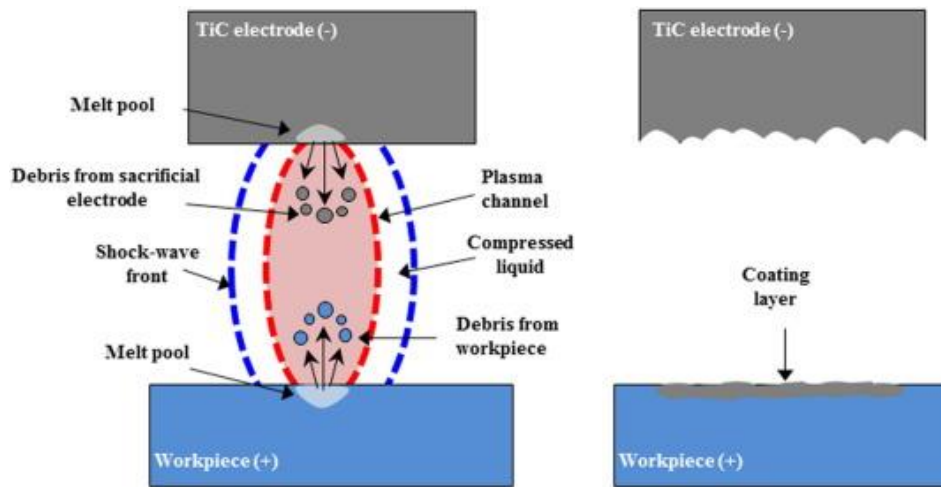 TiC electrode (-)
Melt pool
Debris from sacrificial
electrode
Shock-wave
front
Melt pool
Workpiece (+)
Plasma
channel
Compressed
liquid
Debris from
workpiece
TiC electrode (-)
Coating
layer
Workpiece (+)